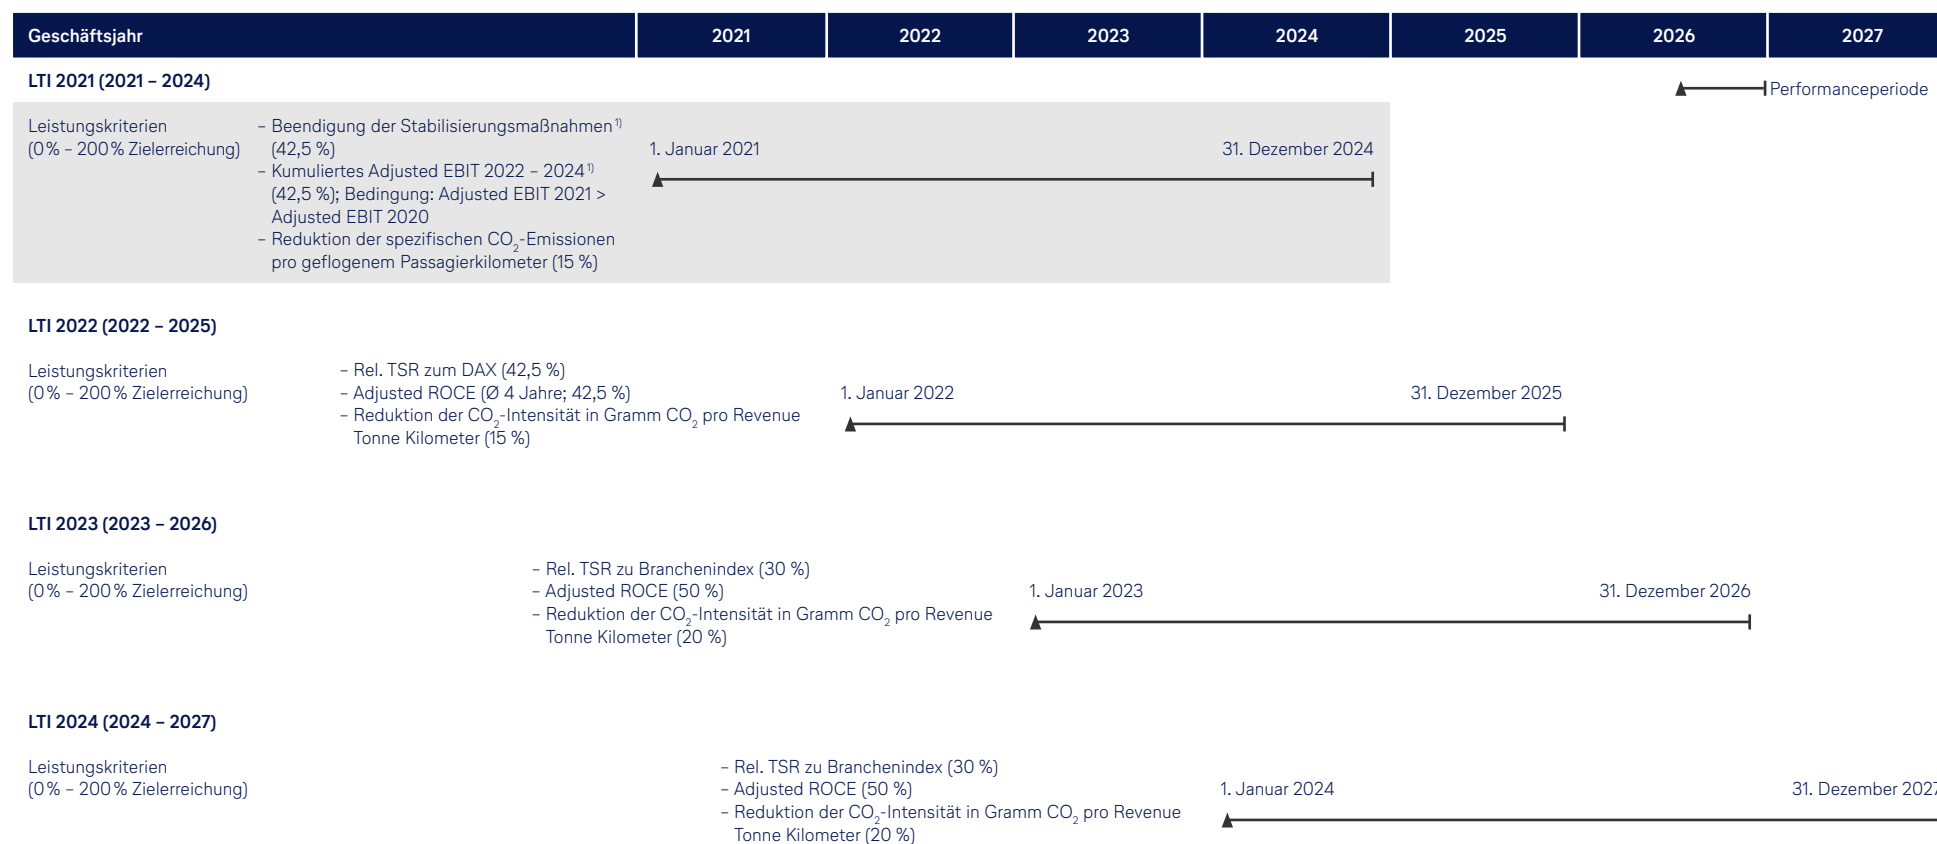 Geschäftsjahr 2021 2022 2023 2024 2025 2026 2027
LTI 2021 (2021 – 2024)
Performanceperiode
Leistungskriterien
(0 % – 200 % Zielerreichung)
– Beendigung der Stabilisierungsmaßnahmen 1)
(42,5 %)
– Kumuliertes Adjusted EBIT 2022 – 2024 1)
(42,5 %); Bedingung: Adjusted EBIT 2021 >
Adjusted EBIT 2020
– Reduktion der spezifischen CO2-Emissionen
pro geflogenem Passagierkilometer (15 %)
1. Januar 2021 31. Dezember 2024
LTI 2022 (2022 – 2025)
Leistungskriterien
(0 % – 200 % Zielerreichung)
– Rel. TSR zum DAX (42,5 %)
– Adjusted ROCE (Ø 4 Jahre; 42,5 %)
– Reduktion der CO2-Intensität in Gramm CO2 pro Revenue
Tonne Kilometer (15 %)
1. Januar 2022 31. Dezember 2025
LTI 2023 (2023 – 2026)
Leistungskriterien
(0 % – 200 % Zielerreichung)
– Rel. TSR zu Branchenindex (30 %)
– Adjusted ROCE (50 %)
– Reduktion der CO2-Intensität in Gramm CO2 pro Revenue
Tonne Kilometer (20 %)
1. Januar 2023 31. Dezember 2026
LTI 2024 (2024 – 2027)
Leistungskriterien
(0 % – 200 % Zielerreichung)
– Rel. TSR zu Branchenindex (30 %)
– Adjusted ROCE (50 %)
– Reduktion der CO2-Intensität in Gramm CO2 pro Revenue
Tonne Kilometer (20 %)
1. Januar 2024 31. Dezember 2027